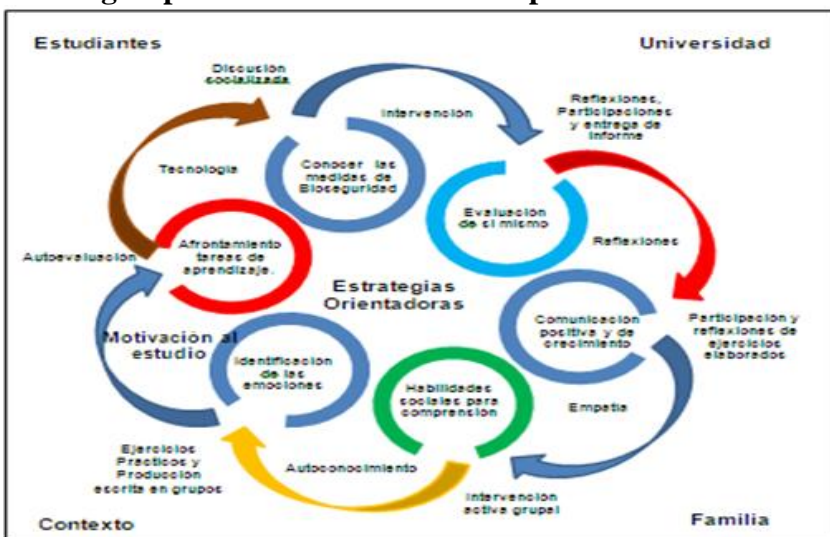 Estudiantes
Universidad
Discusión
socializada
Intervención
Reflexiones,
Participaciones
y entrega de
Informe
Tecnología
Conocer las
medidas de
Bioseguridad
Evaluación
de si mismo
Reflexiones
Autoevaluación
Afrontamiento
tareas de
aprendizaje.
Estrategias
Orientadoras
Comunicación
positiva y de
crecimiento
Participación y
reflexiones de
ejercicios
elaborados
Motivación al
estudio
Identificación
de las
emociones
Habilidades
sociales para
comprensión
Empatía
Ejercicios
Prácticos y
Producción
escrita en grupos
Autoconocimiento
Intervención
activa grupal
Contexto
Familia